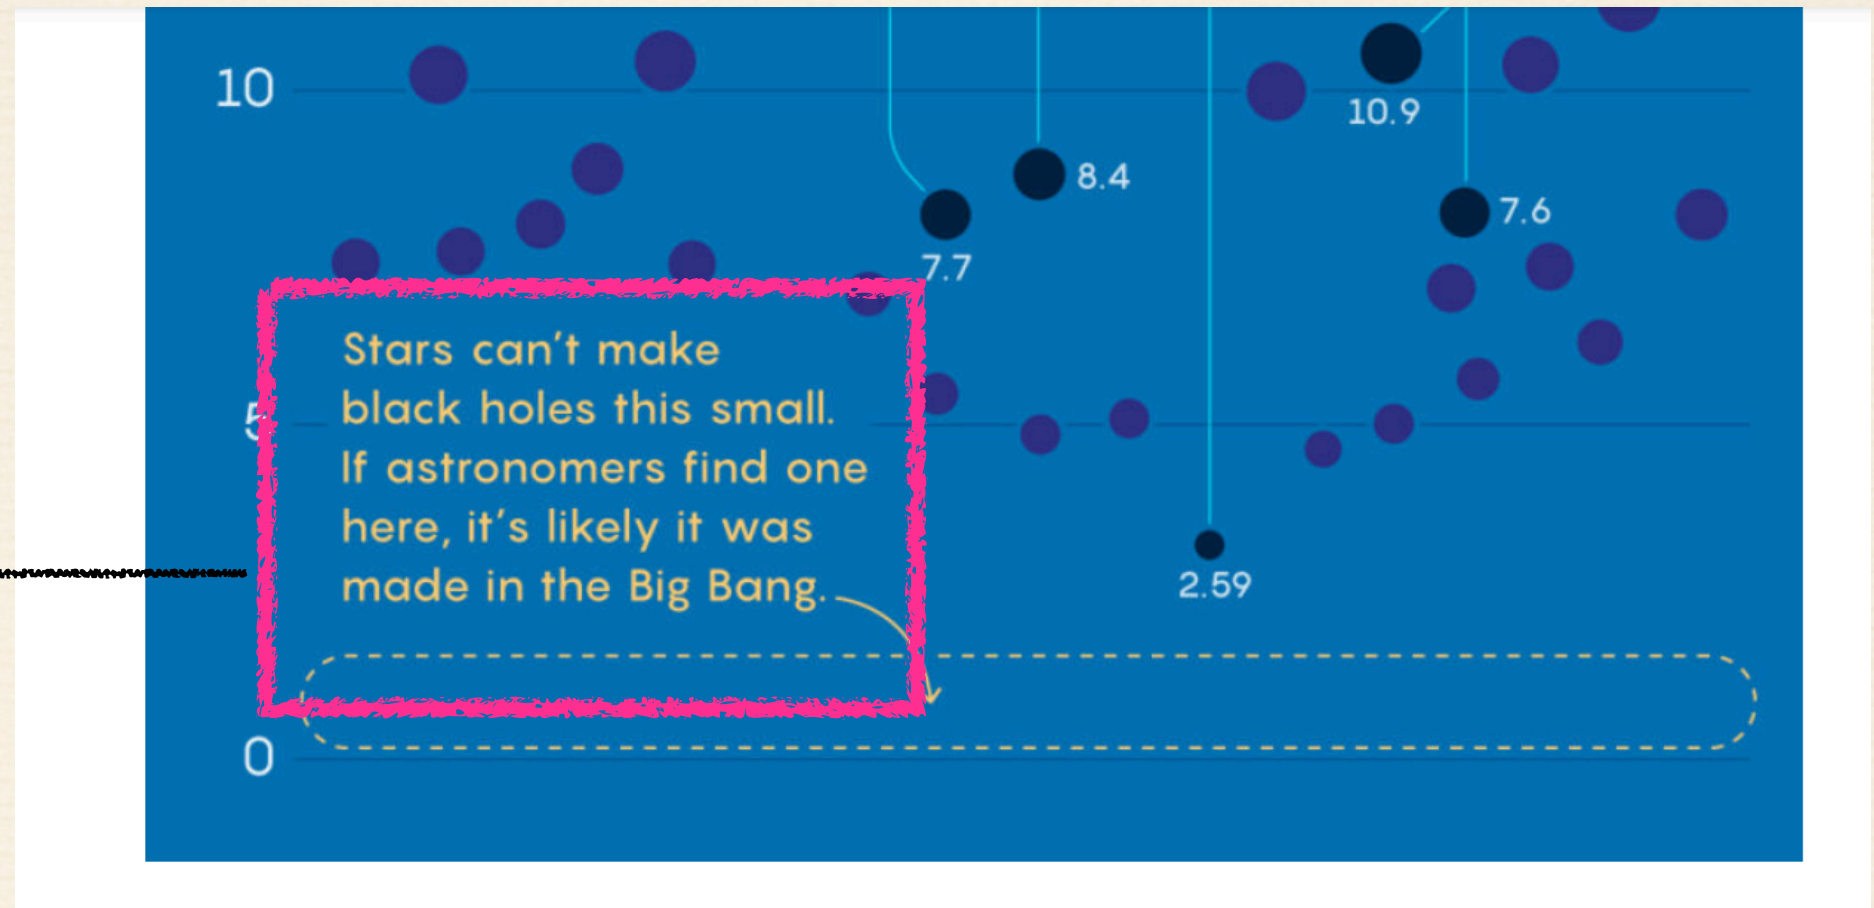 10
10.9
8.4
7.6
7.7
Stars can't make
black holes this small.
5
If astronomers find one
here, it's likely it was
made in the Big Bang.
2.59
0